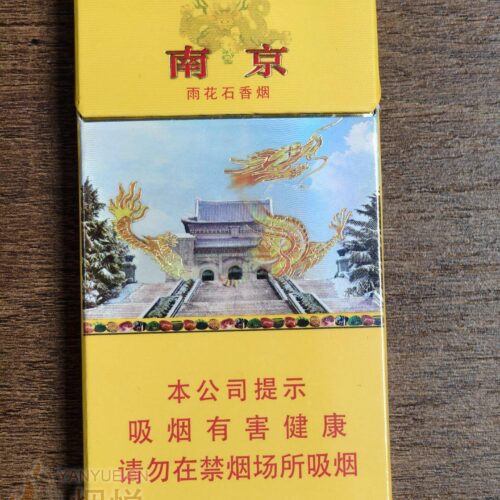 南京
雨花石香烟
本公司提示
吸烟有害健康
请勿在禁烟场所吸烟